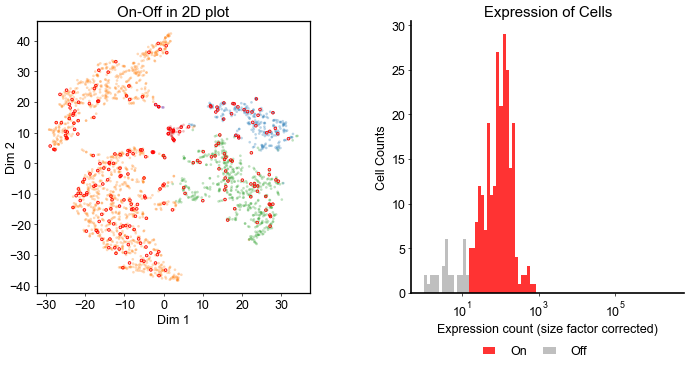 On-Off in 2D plot
40
30
20
10
0
−10
−20
−30
−40
Dim 2
−30 −20 −10 0 10 20 30
Dim 1
Expression of Cells
30
25
20
15
10
5
0
Cell Counts
10^1 10^3 10^5
Expression count (size factor corrected)
On Off